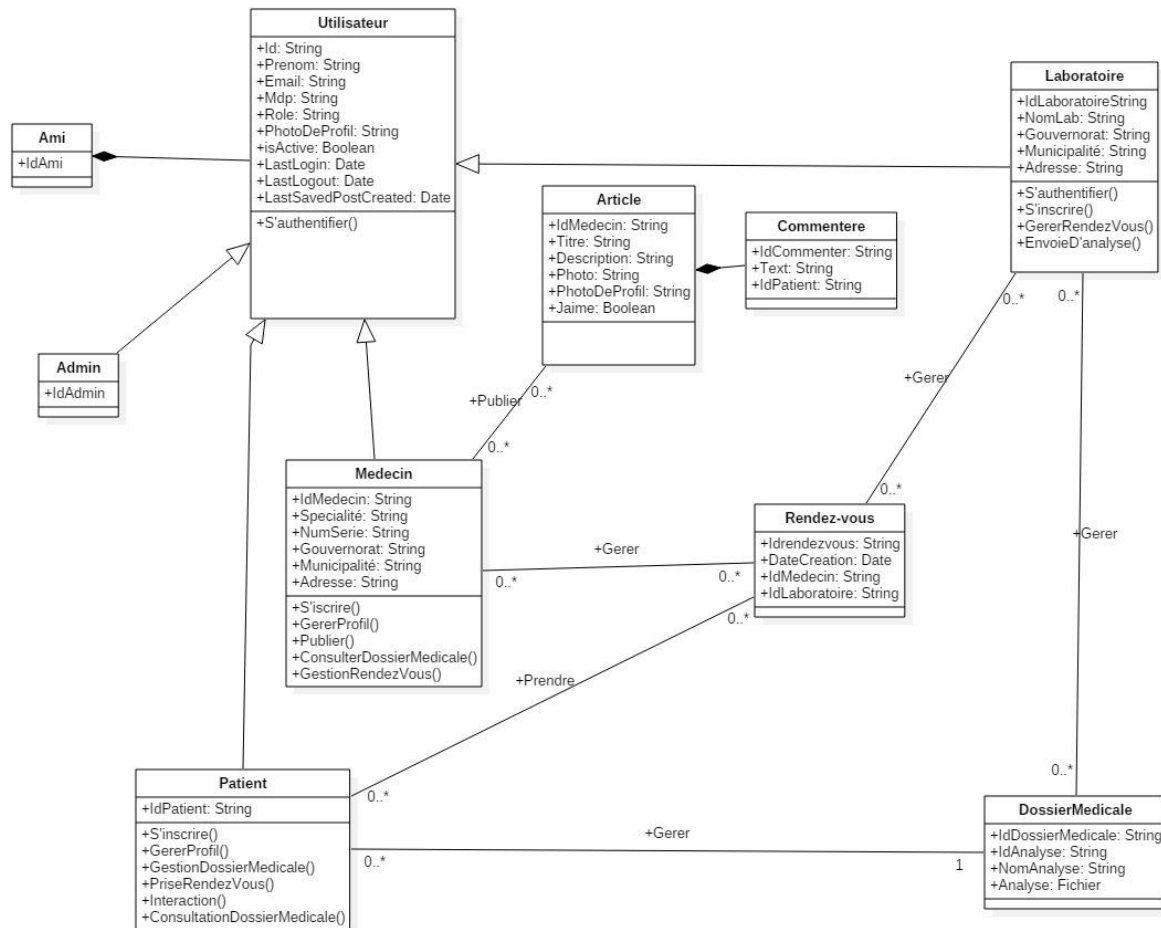 Utilisateur
+Id: String
+Prenom: String
+Email: String
+Mdp: String
+Role: String
+PhotoDeProfil: String
+isActive: Boolean
+LastLogin: Date
+LastLogout: Date
+LastSavedPostCreated: Date
+S'authentifier()
Ami
+IdAmi
Laboratoire
+IdLaboratoireString
+NomLab: String
+Gouvernorat: String
+Municipalité: String
+Adresse: String
+S'authentifier()
+S'inscrire()
+GererRendezVous()
+EnvoieD'analyse()
Article
+IdMedecin: String
+Titre: String
+Description: String
+Photo: String
+PhotoDeProfil: String
+Jaime: Boolean
Commentere
+IdCommenter: String
+Text: String
+IdPatient: String
Admin
+IdAdmin
0..*
0..*
+Gerer
0..*
+Publier
0..*
0..*
Medecin
+IdMedecin: String
+Specialité: String
+NumSerie: String
+Gouvernorat: String
+Municipalité: String
+Adresse: String
+S'iscrire()
+GererProfil()
+Publier()
+ConsulterDossierMedicale()
+GestionRendezVous()
Rendez-vous
+Idrendezvous: String
+DateCreation: Date
+IdMedecin: String
+IdLaboratoire: String
+Gerer
0..*
0..*
+Gerer
0..*
+Prendre
0..*
0..*
Patient
+IdPatient: String
+S'inscrire()
+GererProfil()
+GestionDossierMedicale()
+PriseRendezVous()
+Interaction()
+ConsultationDossierMedicale()
+Gerer
0..*
1
DossierMedicale
+IdDossierMedicale: String
+IdAnalyse: String
+NomAnalyse: String
+Analyse: Fichier